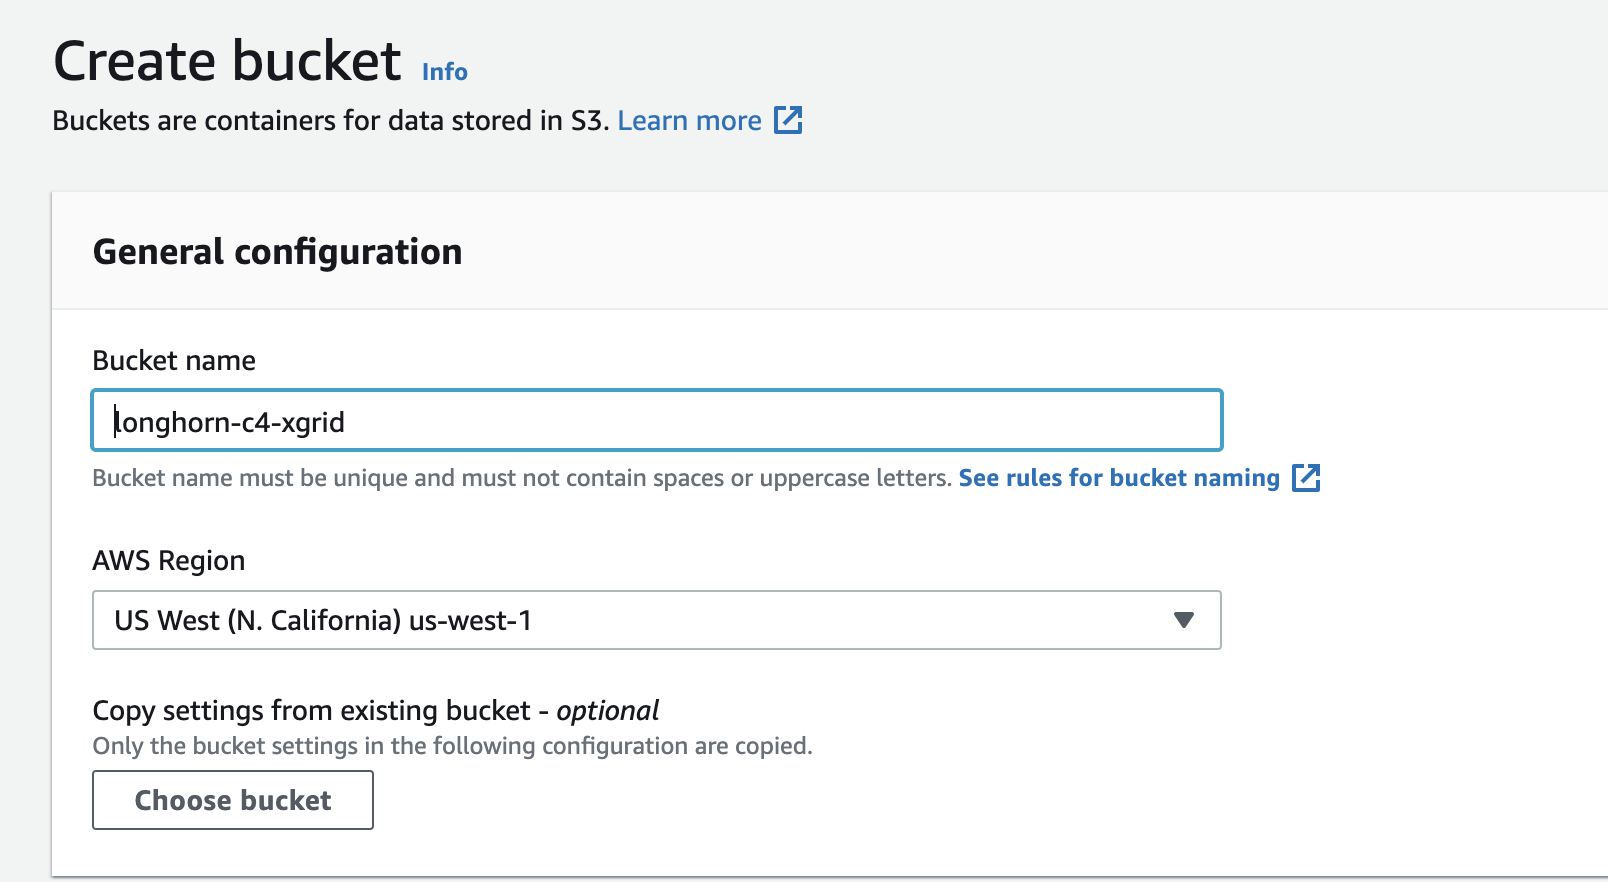 Create bucket Info
Buckets are containers for data stored in S3. Learn more
General configuration
Bucket name
longhorn-c4-xgrid
Bucket name must be unique and must not contain spaces or uppercase letters. See rules for bucket naming
AWS Region
US West (N. California) us-west-1
Copy settings from existing bucket - optional
Only the bucket settings in the following configuration are copied.
Choose bucket